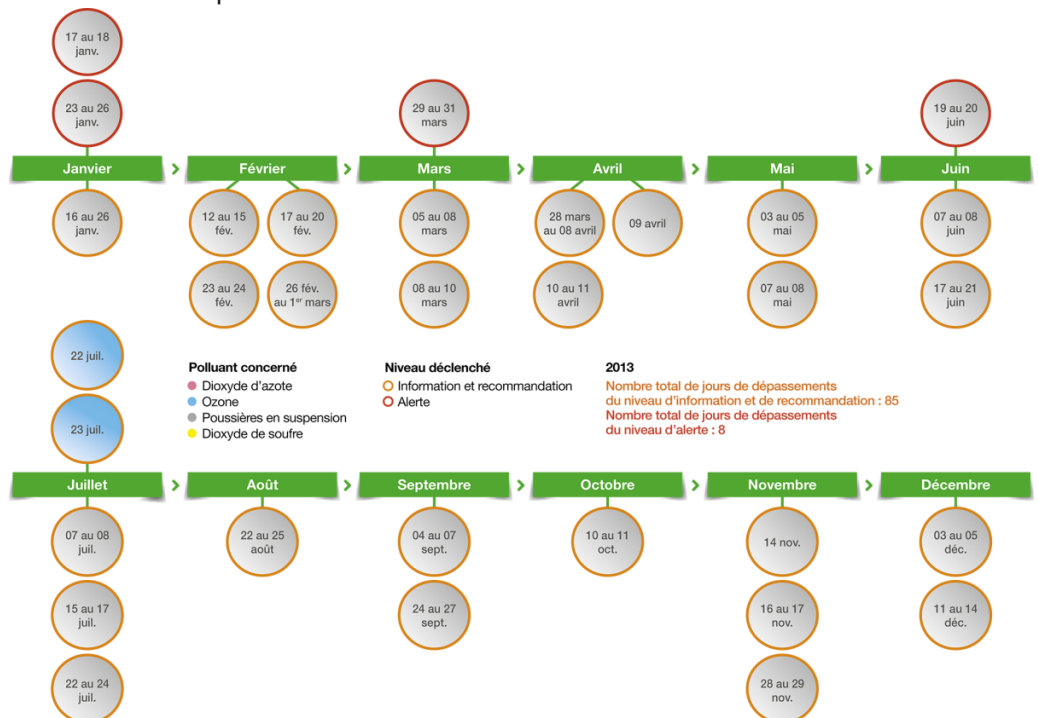 17 au 18
janv.
23 au 26
janv.
29 au 31
mars
19 au 20
juin
Janvier
Février
Mars
Avril
Mai
Juin
16 au 26
janv.
12 au 15
fév.
17 au 20
fév.
05 au 08
mars
28 mars
au 08 avril
09 avril
03 au 05
mai
07 au 08
juin
23 au 24
fév.
26 fév.
au 1er mars
08 au 10
mars
10 au 11
avril
07 au 08
mai
17 au 21
juin
22 juil.
23 juil.
Polluant concerné
Dioxyde d'azote
Ozone
Poussières en suspension
Dioxyde de soufre
Niveau déclenché
Information et recommandation
Alerte
2013
Nombre total de jours de dépassements
du niveau d'information et de recommandation : 85
Nombre total de jours de dépassements
du niveau d'alerte : 8
Juillet
Août
Septembre
Octobre
Novembre
Décembre
07 au 08
juil.
22 au 25
août
04 au 07
sept.
10 au 11
oct.
14 nov.
03 au 05
déc.
15 au 17
juil.
24 au 27
sept.
16 au 17
nov.
11 au 14
déc.
22 au 24
juil.
28 au 29
nov.